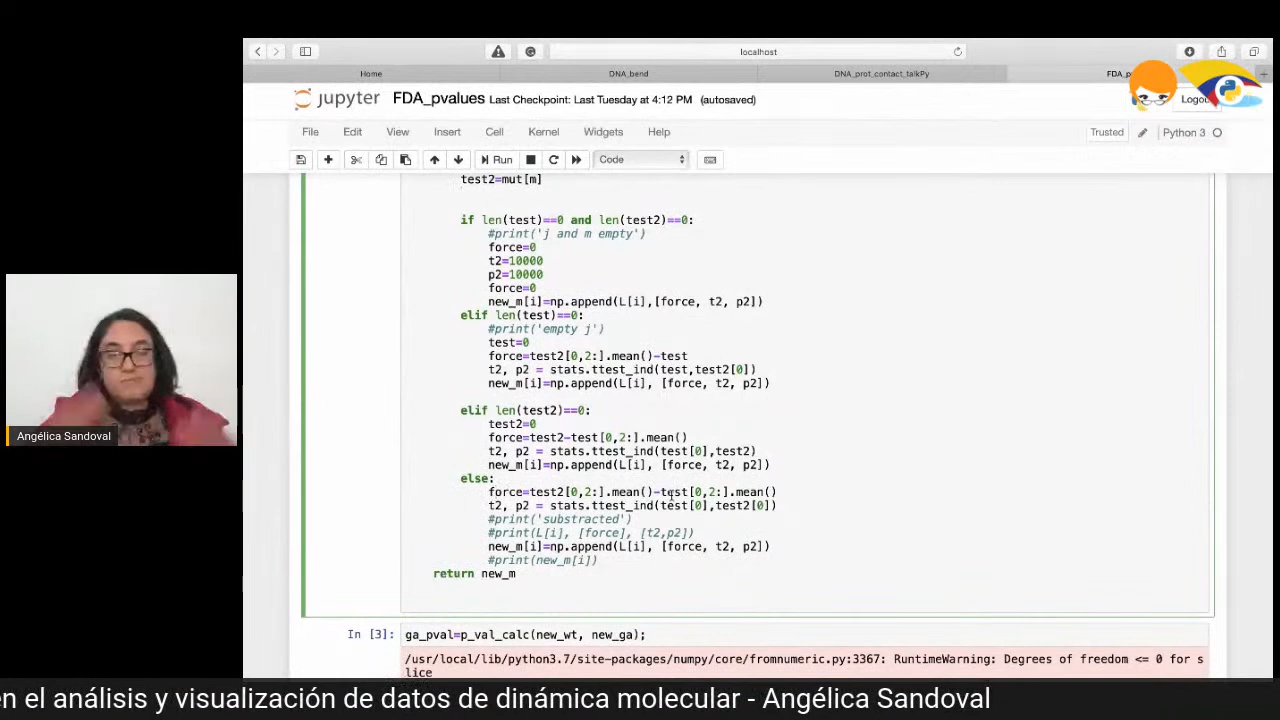 localhost
Home
DNA_bend
DNA_prot_contact_talkPy
FDA_p
jupyter FDA_pvalues Last Checkpoint: Last Tuesday at 4:12 PM (autosaved)
Logout
File Edit View Insert Cell Kernel Widgets Help
Trusted
Python 3
Run
Code
test2=mut[m]
if len(test)==0 and len(test2)==0:
#print('j and m empty')
force=0
t2=10000
p2=10000
force=0
new_m[i]=np.append(L[i],[force, t2, p2])
elif len(test)==0:
#print('empty j')
test=0
force=test2[0,2:].mean()-test
t2, p2 = stats.ttest_ind(test,test2[0])
new_m[i]=np.append(L[i], [force, t2, p2])
elif len(test2)==0:
test2=0
force=test2-test[0,2:].mean()
t2, p2 = stats.ttest_ind(test[0],test2)
new_m[i]=np.append(L[i], [force, t2, p2])
else:
force=test2[0,2:].mean()-test[0,2:].mean()
t2, p2 = stats.ttest_ind(test[0],test2[0])
#print('substracted')
#print(L[i], [force], [t2,p2])
new_m[i]=np.append(L[i], [force, t2, p2])
#print(new_m[i])
return new_m
In [3]: ga_pval=p_val_calc(new_wt, new_ga);
/usr/local/lib/python3.7/site-packages/numpy/core/fromnumeric.py:3367: RuntimeWarning: Degrees of freedom <= 0 for s
lice
Angélica Sandoval
en el análisis y visualización de datos de dinámica molecular - Angélica Sandoval